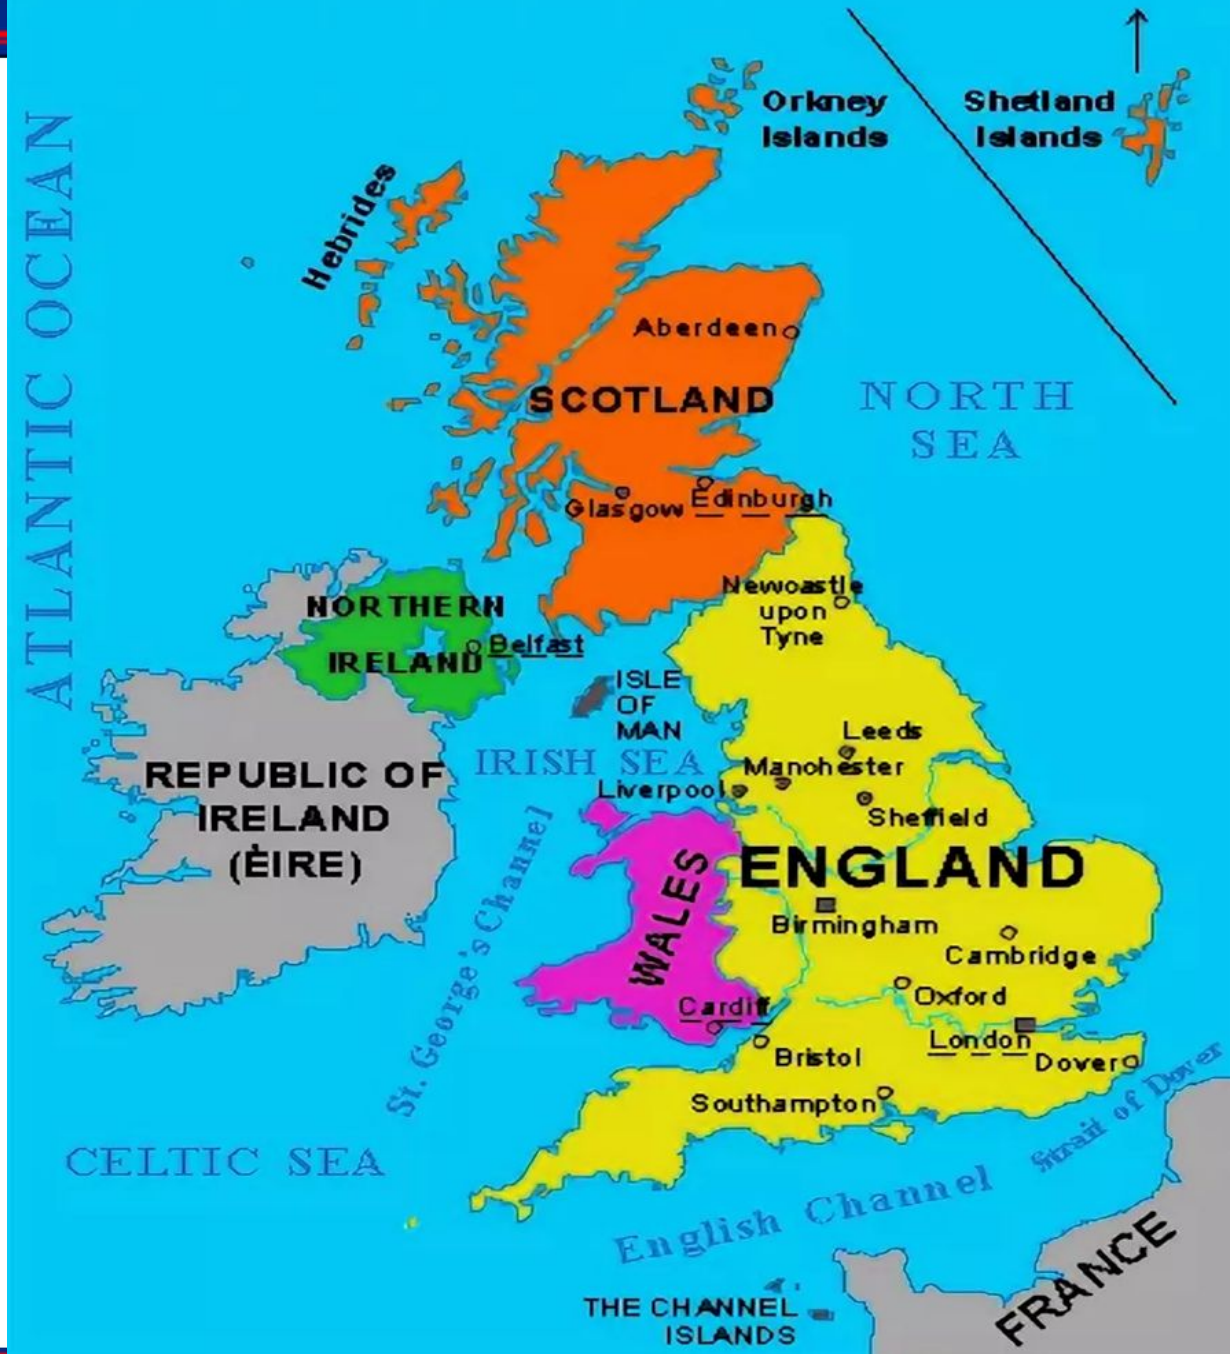 Orkney
Islands
Shetland
Islands
Hebrides
ATLANTIC OCEAN
Aberdeen
SCOTLAND
NORTH
SEA
Glasgow
Edinburgh
Newcastle
upon
Tyne
NORTHERN
IRELAND
Belfast
ISLE
OF
MAN
Leeds
IRISH SEA
Manchester
Liverpool
Sheffield
REPUBLIC OF
IRELAND
(ÈIRE)
St. George's Channel
WALES
ENGLAND
Birmingham
Cambridge
Oxford
Cardiff
London
Bristol
Dover
Southampton
Strait of Dover
CELTIC SEA
English Channel
FRANCE
THE CHANNEL
ISLANDS